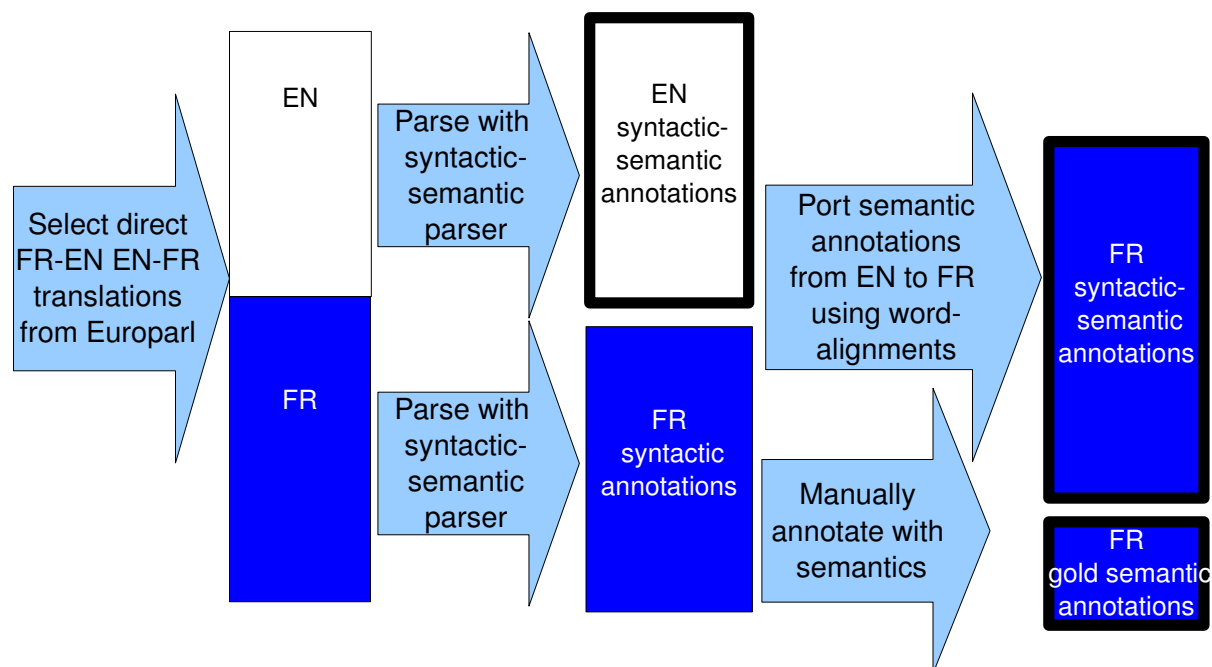 Select direct
FR-EN EN-FR
translations
from Europarl
EN
FR
Parse with
syntactic-
semantic
parser
Parse with
syntactic-
semantic
parser
EN
syntactic-
semantic
annotations
FR
syntactic
annotations
Port semantic
annotations
from EN to FR
using word-
alignments
Manually
annotate with
semantics
FR
syntactic-
semantic
annotations
FR
gold semantic
annotations